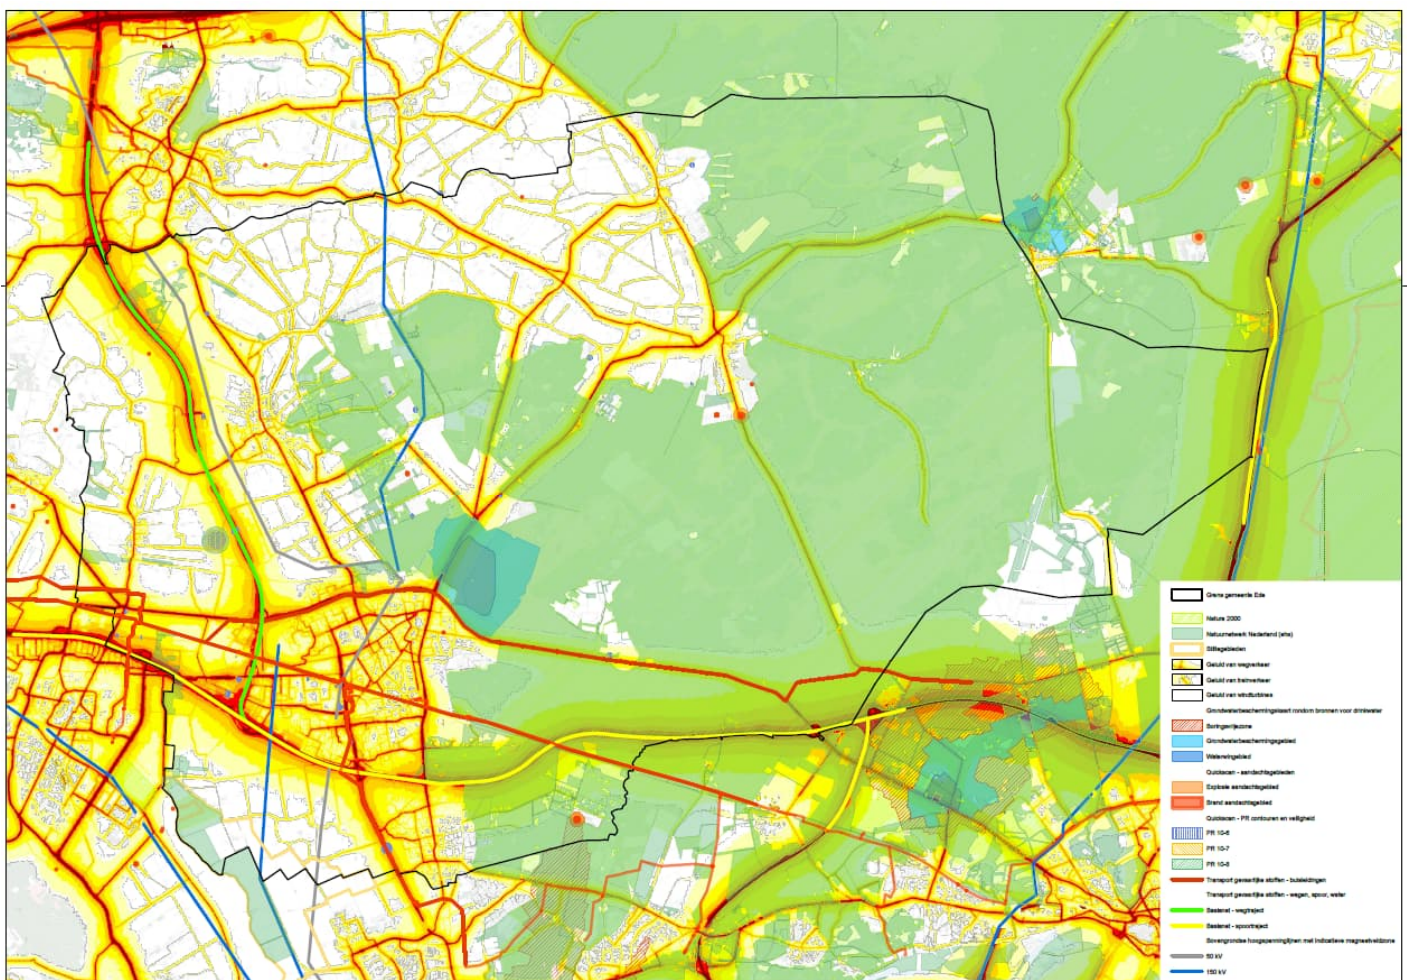 Grens gemeente Ede
Natura 2000
Natuurnetwerk Nederland (ehs)
Stiltegebieden
Geluid van wegverkeer
Geluid van treinverkeer
Geluid van windturbines
Grondwaterbeschermingskaart rondom bronnen voor drinkwater
Boringsvrijezone
Grondwaterbeschermingsgebied
Waterwingebied
Quickscan - aandachtsgebieden
Explosie aandachtsgebied
Brand aandachtsgebied
Quickscan - PR contouren en veiligheid
PR 10-6
PR 10-7
PR 10-8
Transport gevaarlijke stoffen - buisleidingen
Transport gevaarlijke stoffen - wegen, spoor, water
Basisnet - wegtraject
Basisnet - spoortraject
Bovengrondse hoogspanningslijnen met indicatieve magneetveldzone
50 kV
150 kV